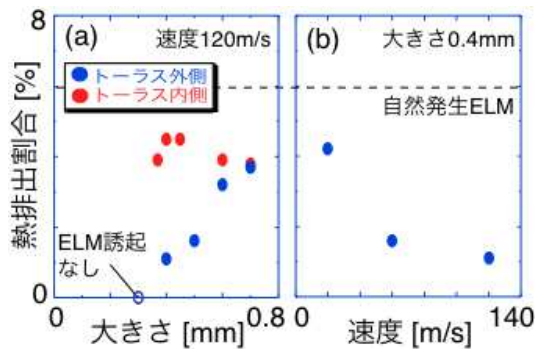 8
(a)
速度120m/s
(b)
大きさ0.4mm
トーラス外側
トーラス内側
自然発生ELM
熱排出割合 [%]
ELM誘起
なし
0
0
大きさ [mm]
0.8
0
速度 [m/s]
140